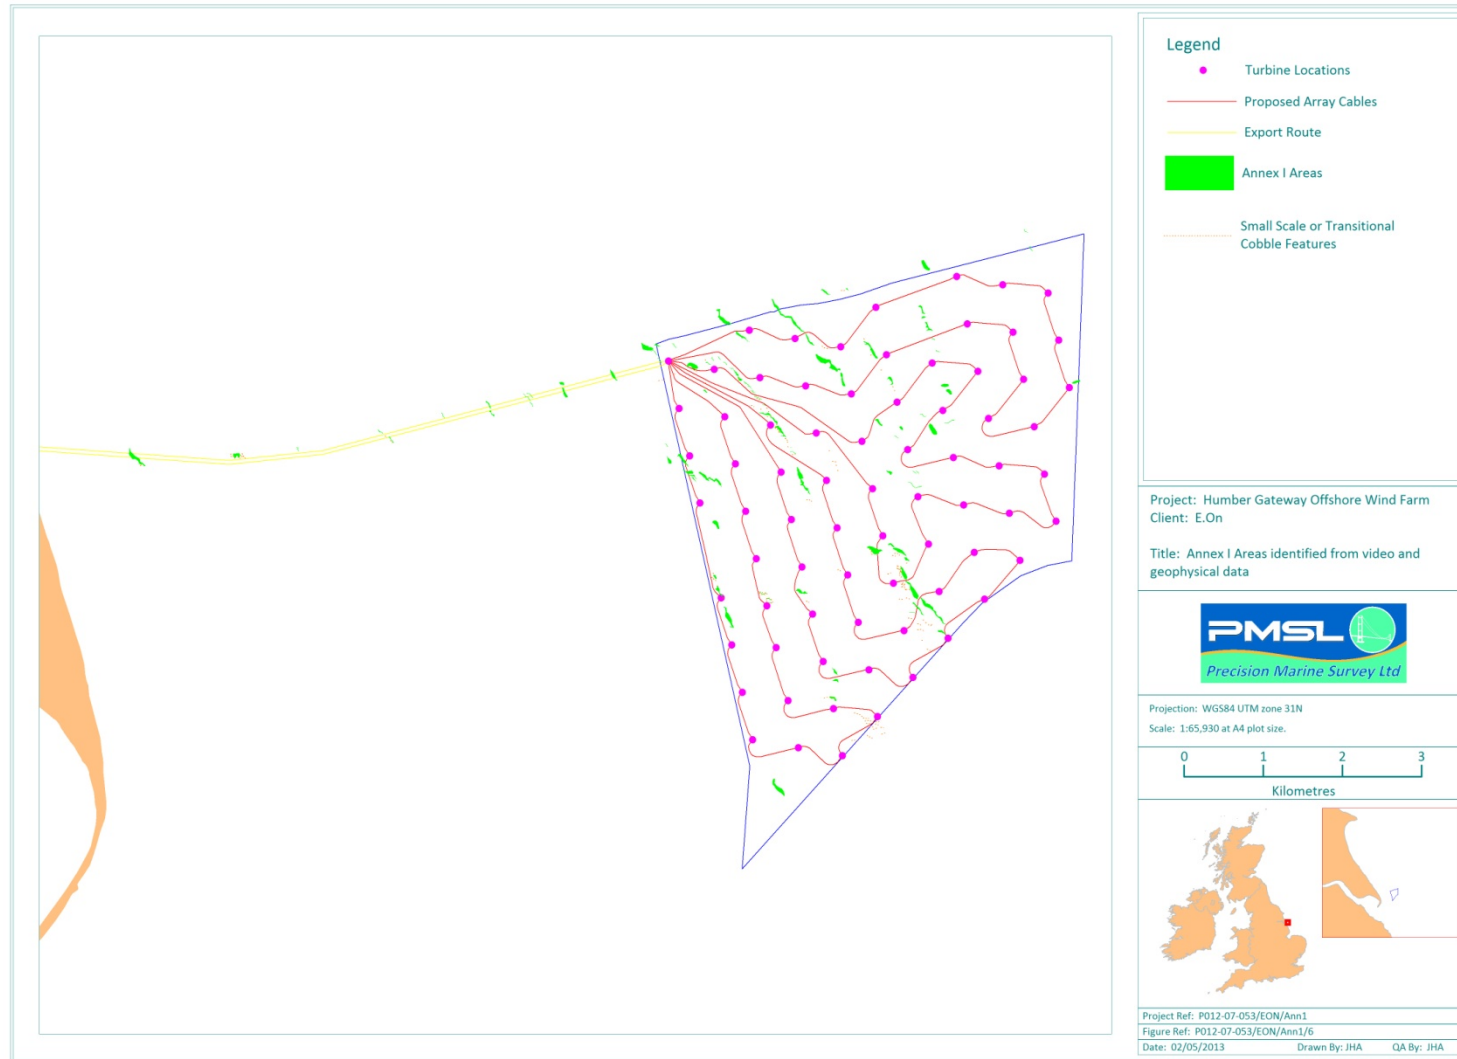 Legend
Turbine Locations
Proposed Array Cables
Export Route
Annex I Areas
Small Scale or Transitional
Cobble Features
Project: Humber Gateway Offshore Wind Farm
Client: E.On
Title: Annex I Areas identified from video and
geophysical data
PMSL
Precision Marine Survey Ltd
Projection: WGS84 UTM zone 31N
Scale: 1:65,930 at A4 plot size.
0 1 2 3
Kilometres
Project Ref: P012-07-053/EON/Ann1
Figure Ref: P012-07-053/EON/Ann1/6
Date: 02/05/2013 Drawn By: JHA QA By: JHA